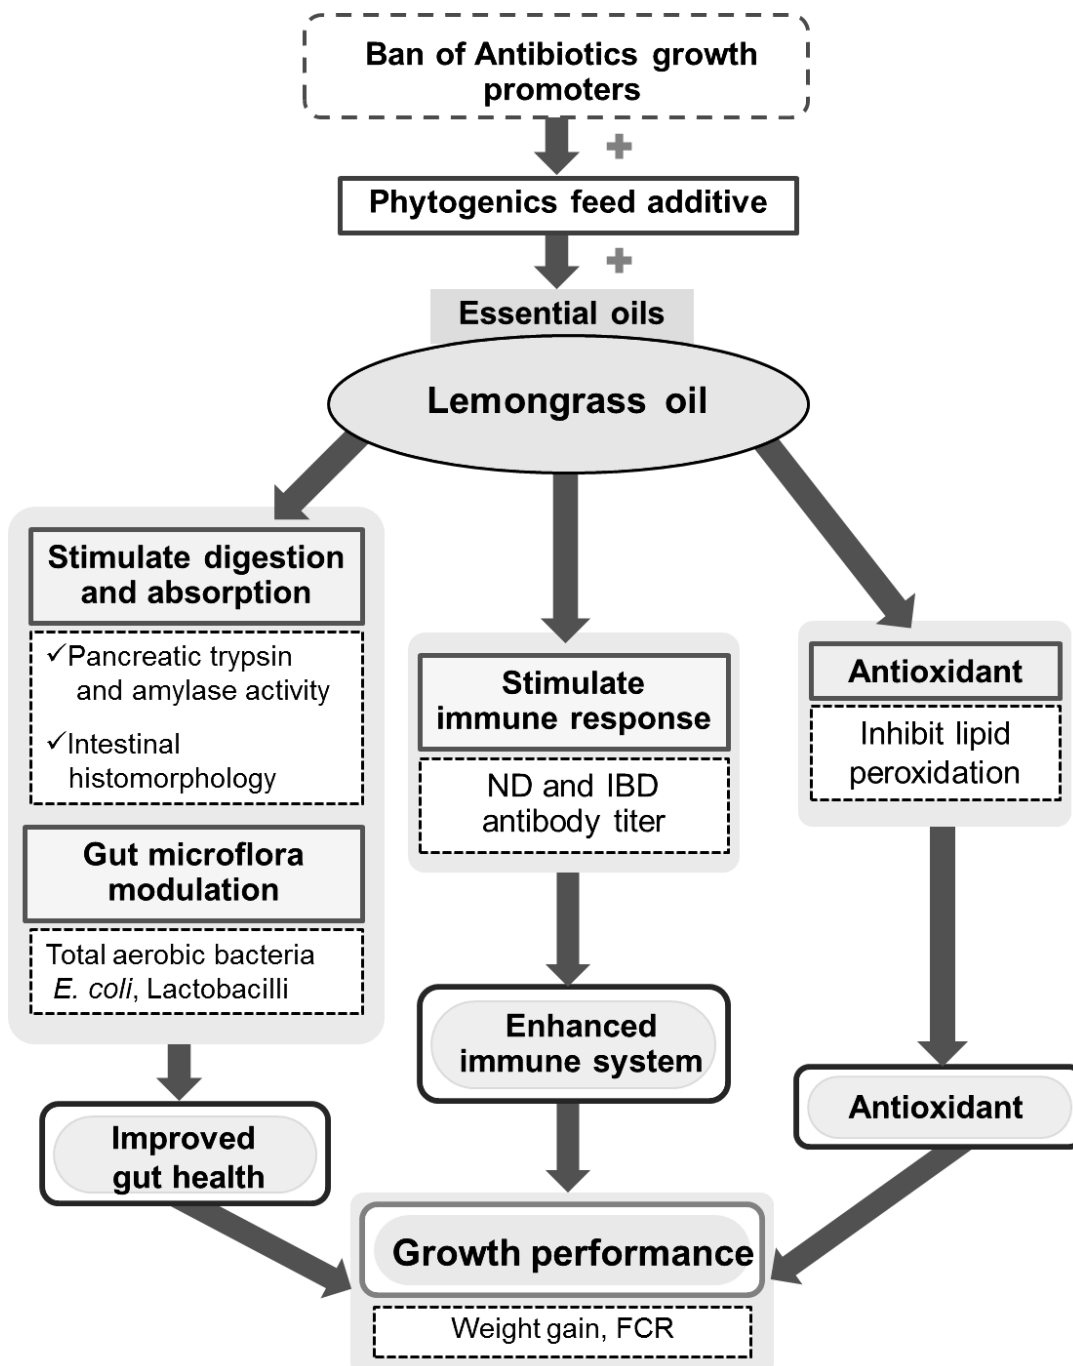 Ban of Antibiotics growth
promoters
Phytogenics feed additive
Essential oils
Lemongrass oil
Stimulate digestion
and absorption
✓Pancreatic trypsin
and amylase activity
✓Intestinal
histomorphology
Gut microflora
modulation
Total aerobic bacteria
E. coli, Lactobacilli
Improved
gut health
Stimulate
immune response
ND and IBD
antibody titer
Enhanced
immune system
Antioxidant
Inhibit lipid
peroxidation
Antioxidant
Growth performance
Weight gain, FCR